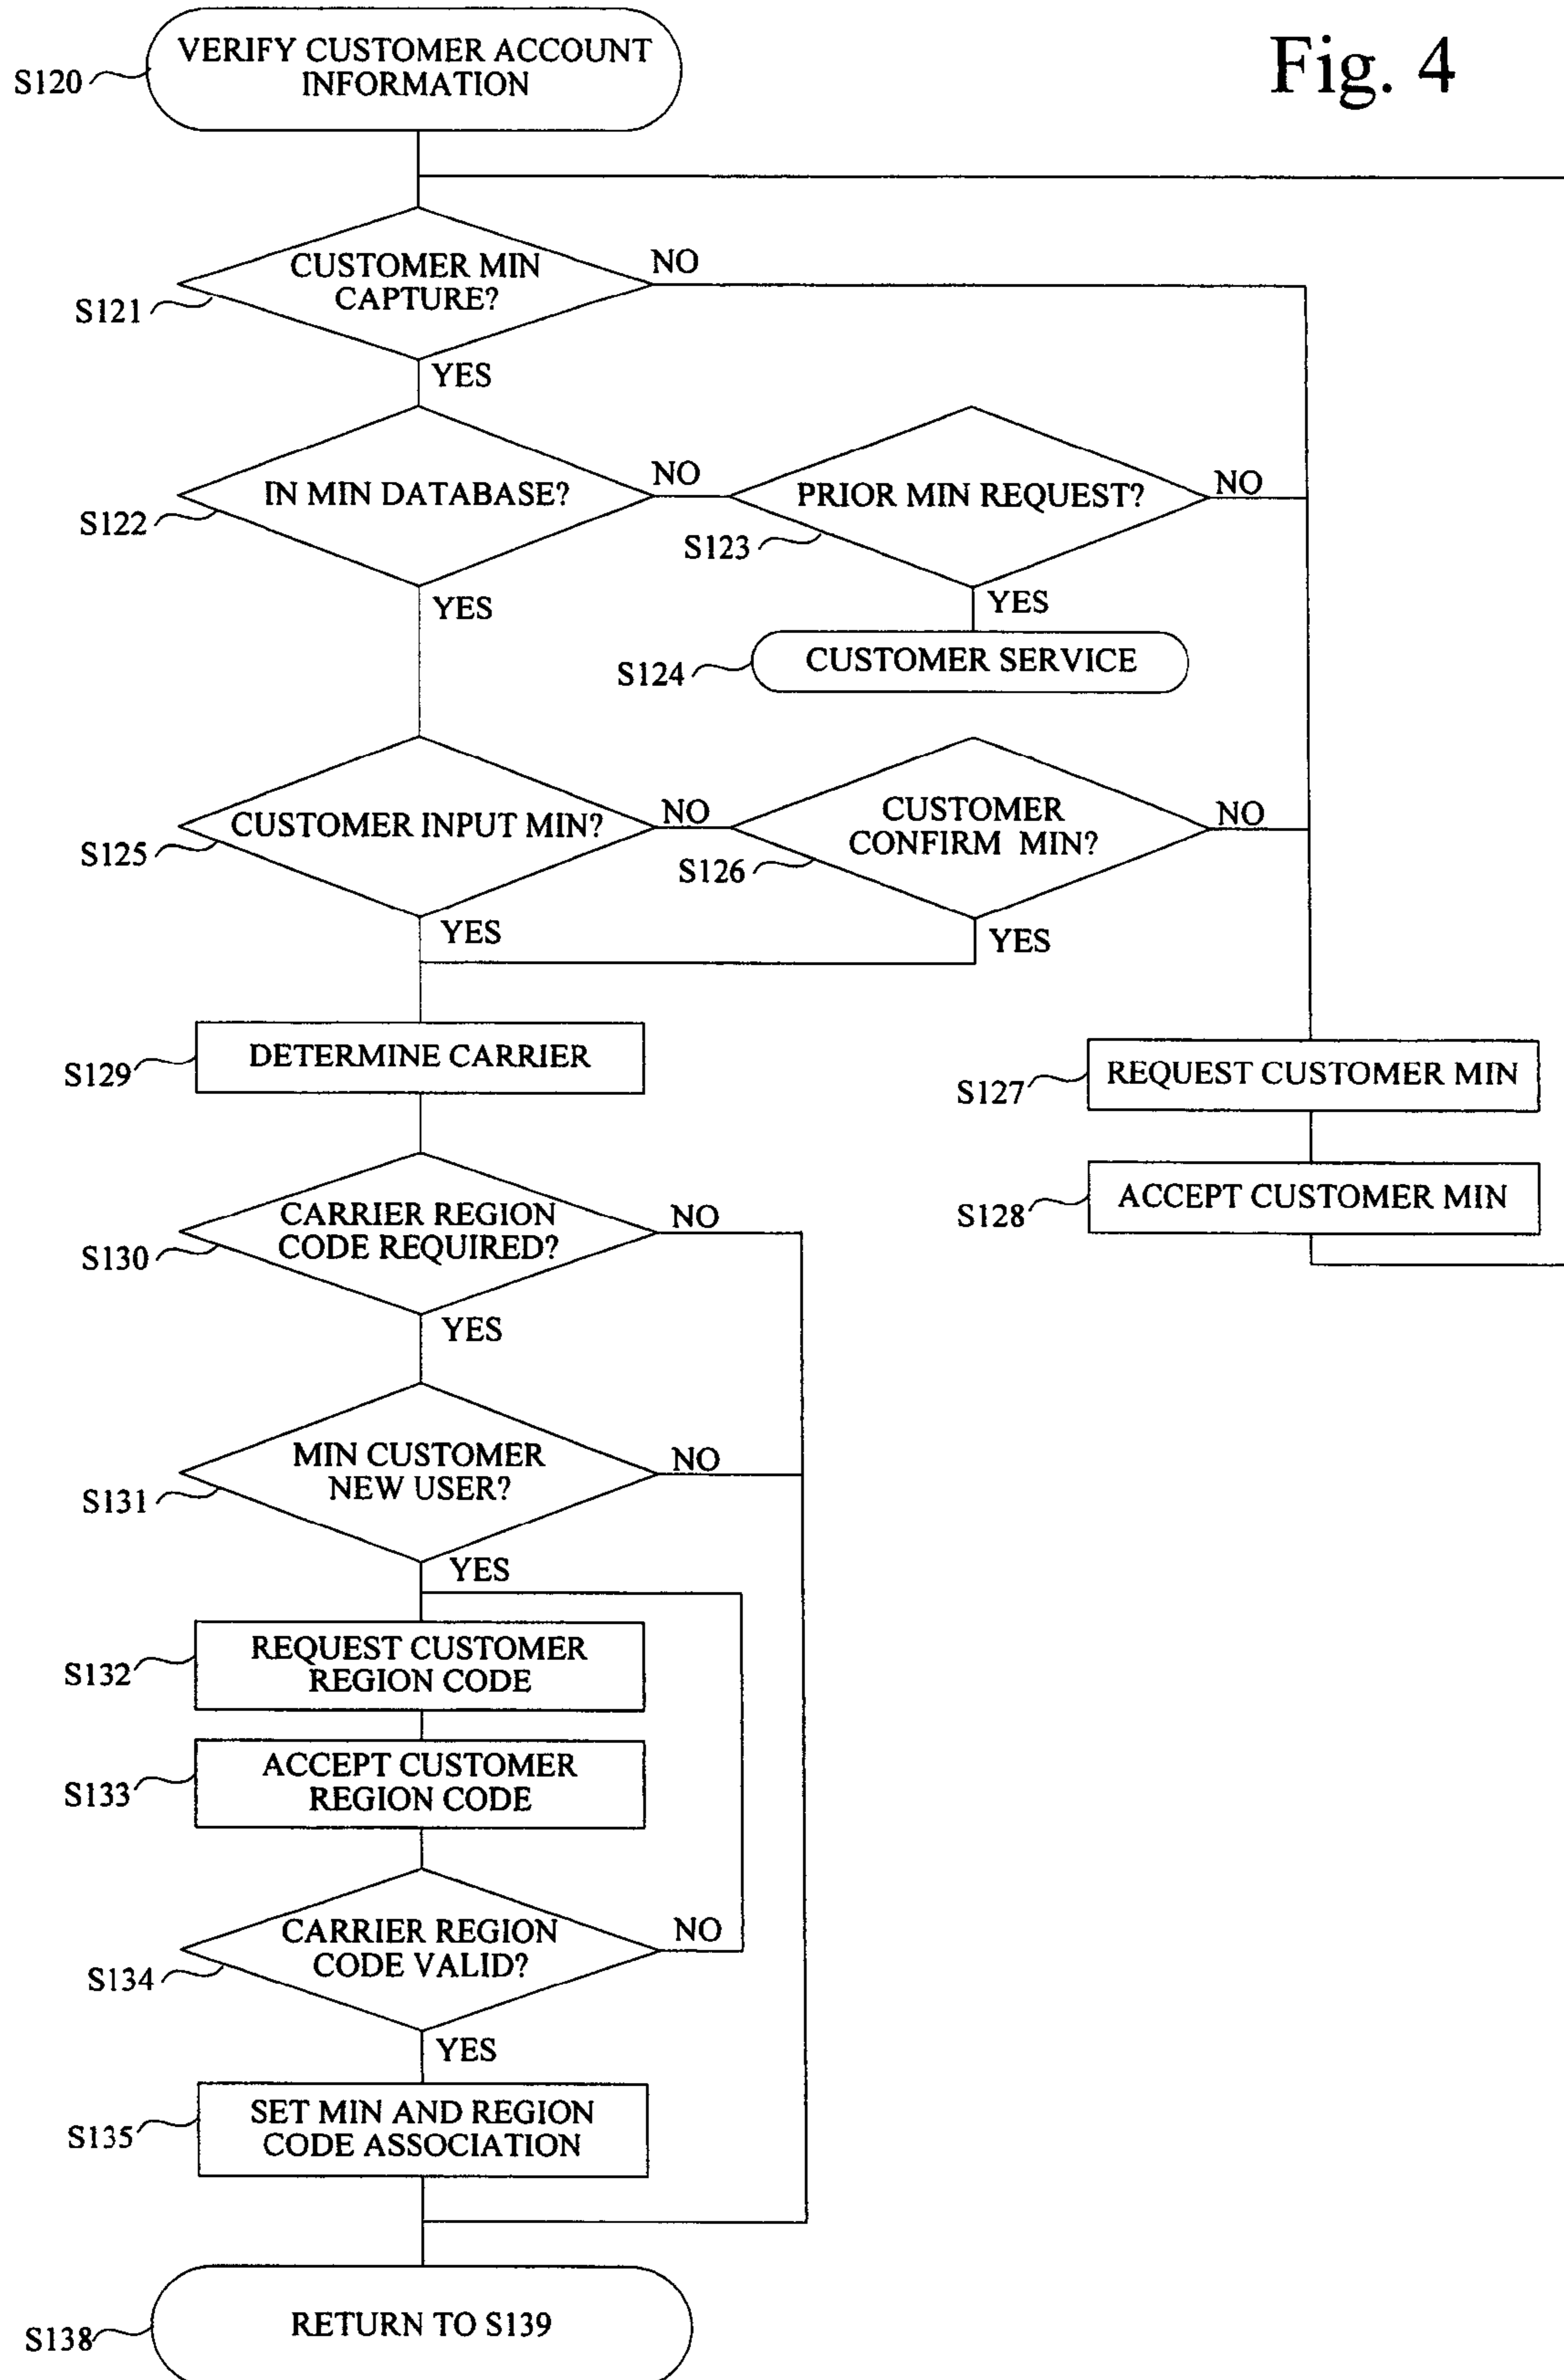 Fig. 4
VERIFY CUSTOMER ACCOUNT
INFORMATION
S120
CUSTOMER MIN
CAPTURE?
NO
S121
YES
IN MIN DATABASE?
NO
S122
YES
PRIOR MIN REQUEST?
NO
S123
YES
CUSTOMER SERVICE
S124
CUSTOMER INPUT MIN?
NO
S125
YES
CUSTOMER
CONFIRM MIN?
NO
S126
YES
DETERMINE CARRIER
S129
REQUEST CUSTOMER MIN
S127
ACCEPT CUSTOMER MIN
S128
CARRIER REGION
CODE REQUIRED?
NO
S130
YES
MIN CUSTOMER
NEW USER?
NO
S131
YES
REQUEST CUSTOMER
REGION CODE
S132
ACCEPT CUSTOMER
REGION CODE
S133
CARRIER REGION
CODE VALID?
NO
S134
YES
SET MIN AND REGION
CODE ASSOCIATION
S135
RETURN TO S139
S138